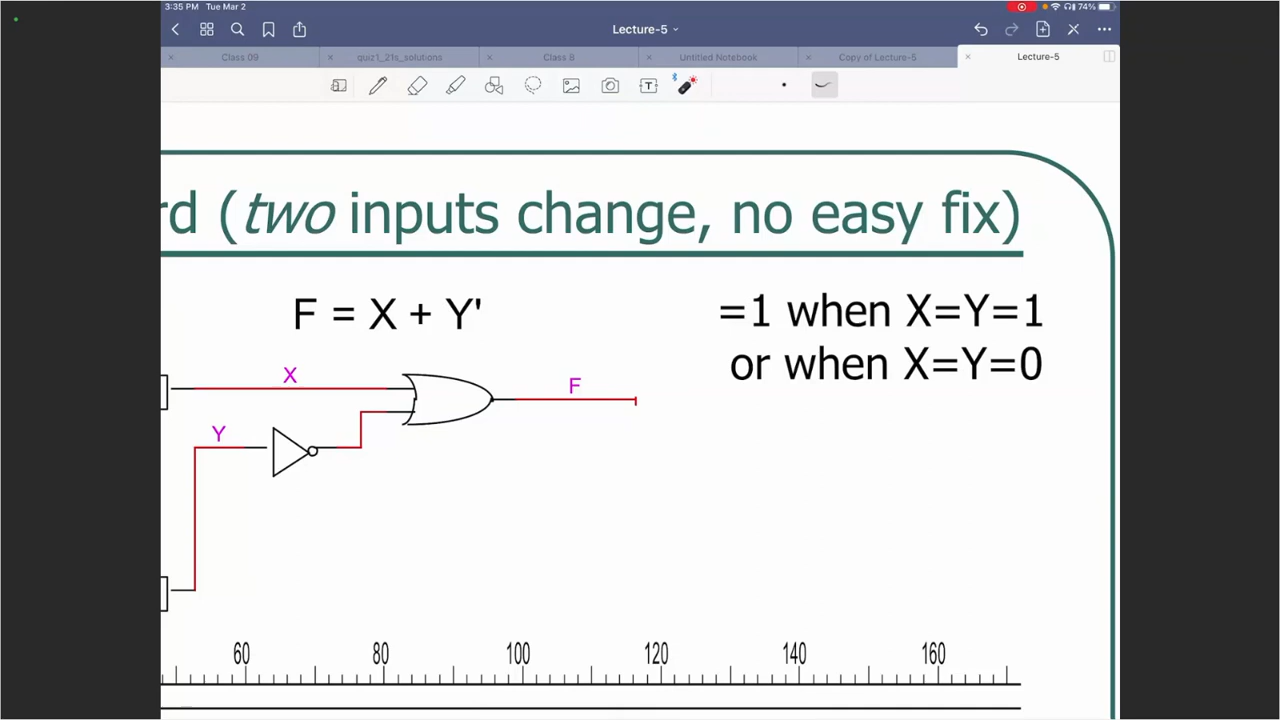 3:35 PM Tue Mar 2
74%
Lecture-5
Class 09
quiz1_21s_solutions
Class 8
Untitled Notebook
Copy of Lecture-5
Lecture-5
T
rd (two inputs change, no easy fix)
F = X + Y'
=1 when X=Y=1
or when X=Y=0
X
F
Y
60 80 100 120 140 160